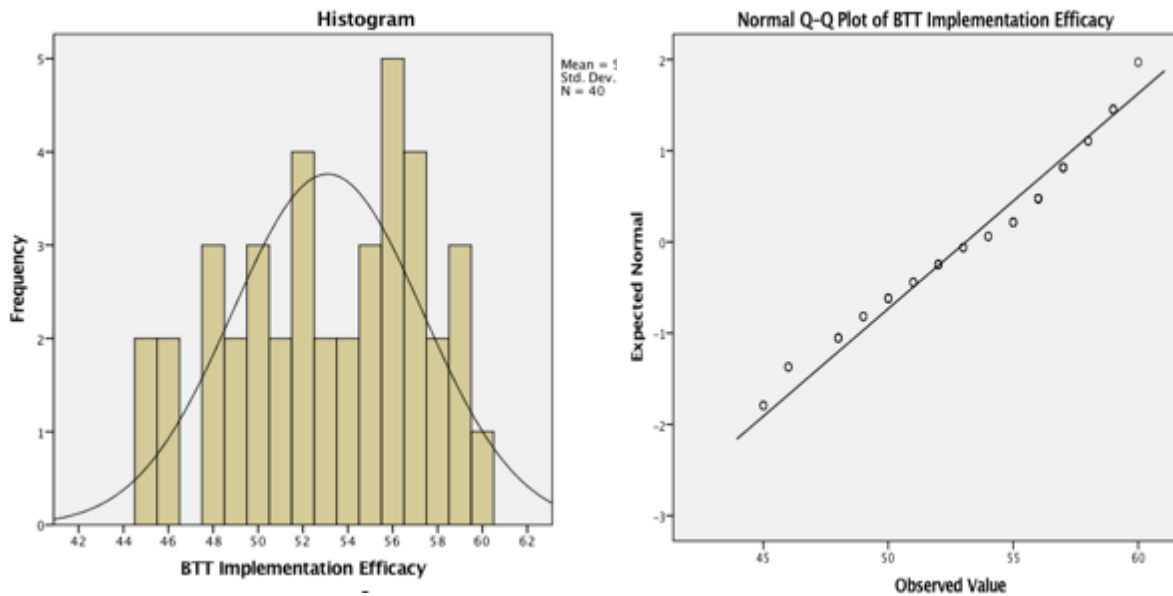 Histogram
Mean =
Std. Dev.
N = 40
Frequency
5
4
3
2
1
0
42 44 46 48 50 52 54 56 58 60 62
BTT Implementation Efficacy
Normal Q-Q Plot of BTT Implementation Efficacy
Expected Normal
2
1
0
-1
-2
-3
45 50 55 60
Observed Value